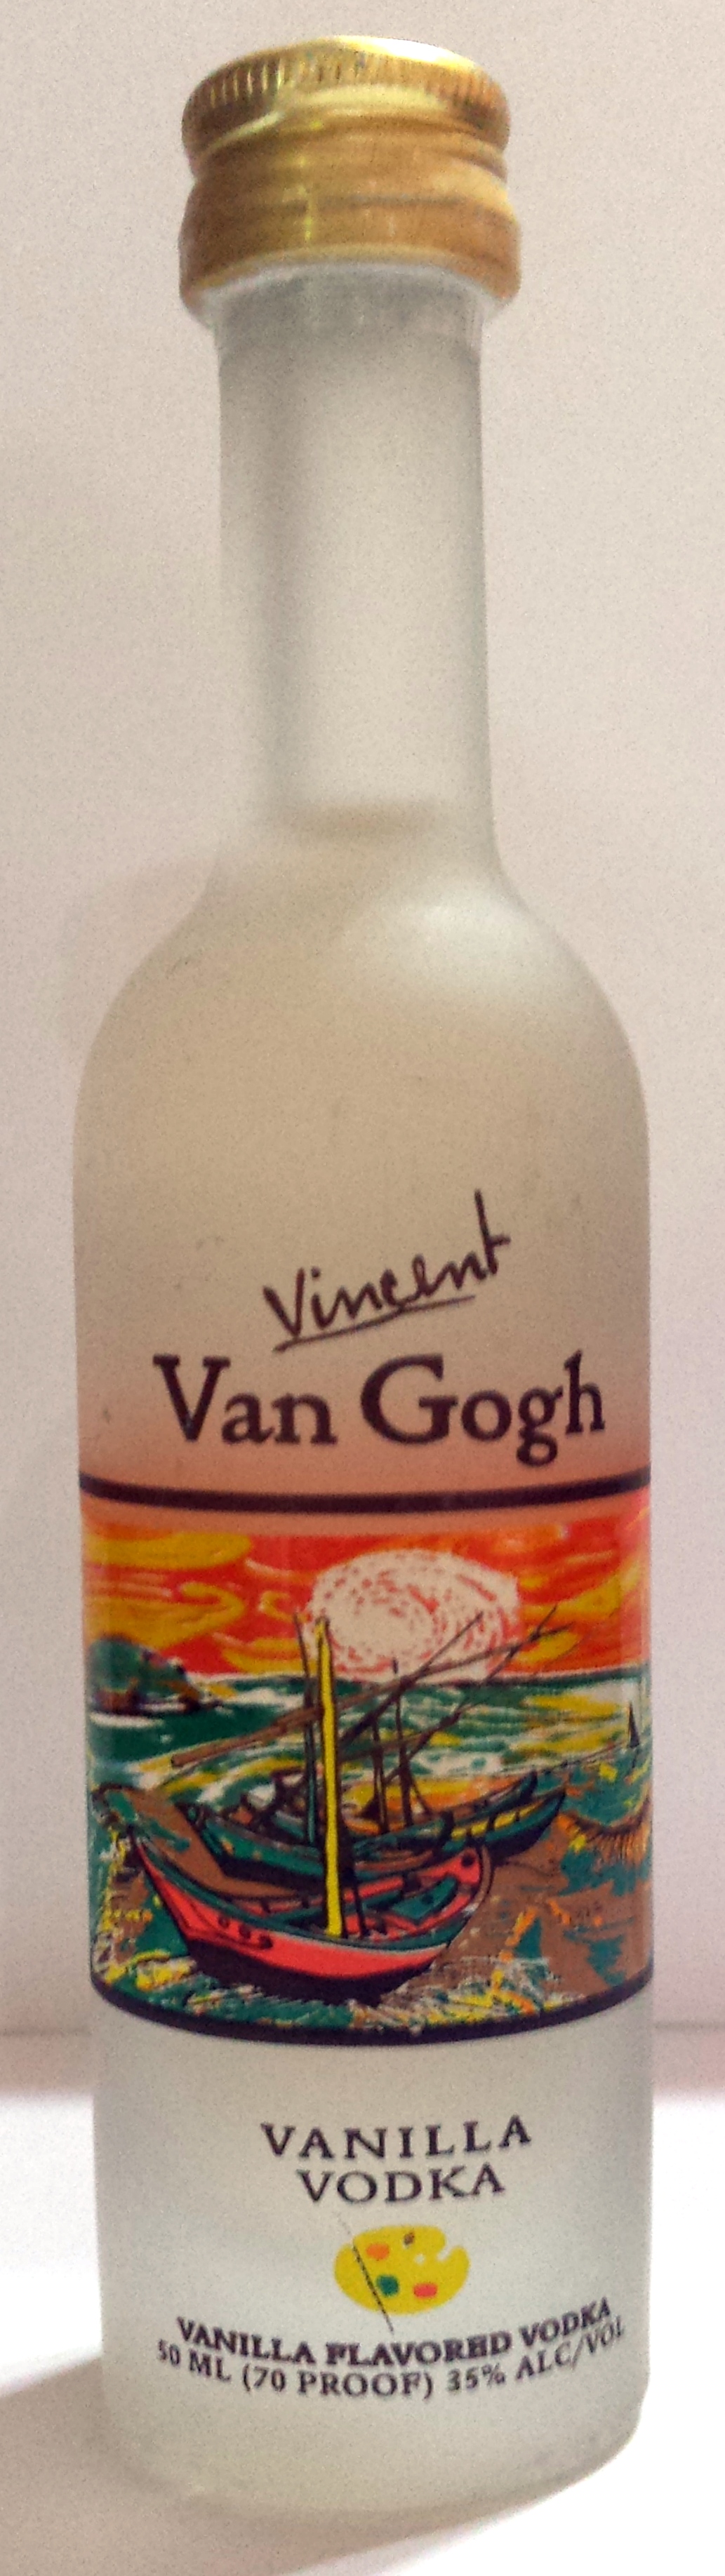 Vincent
Van Gogh
VANILLA
VODKA
VANILLA FLAVORED VODKA
50 ML (70 PROOF) 35% ALC/VOL